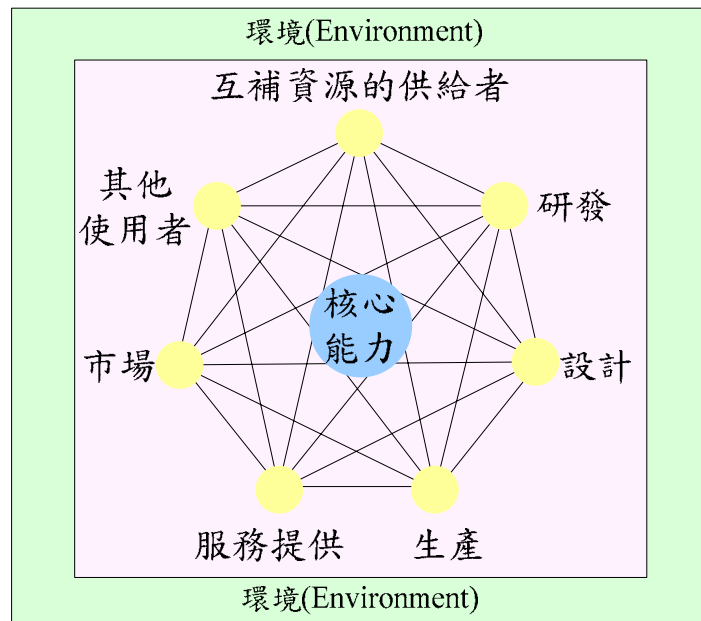 環境(Environment)
互補資源的供給者
其他
使用者
研發
核心
能力
市場
設計
服務提供
生產
環境(Environment)